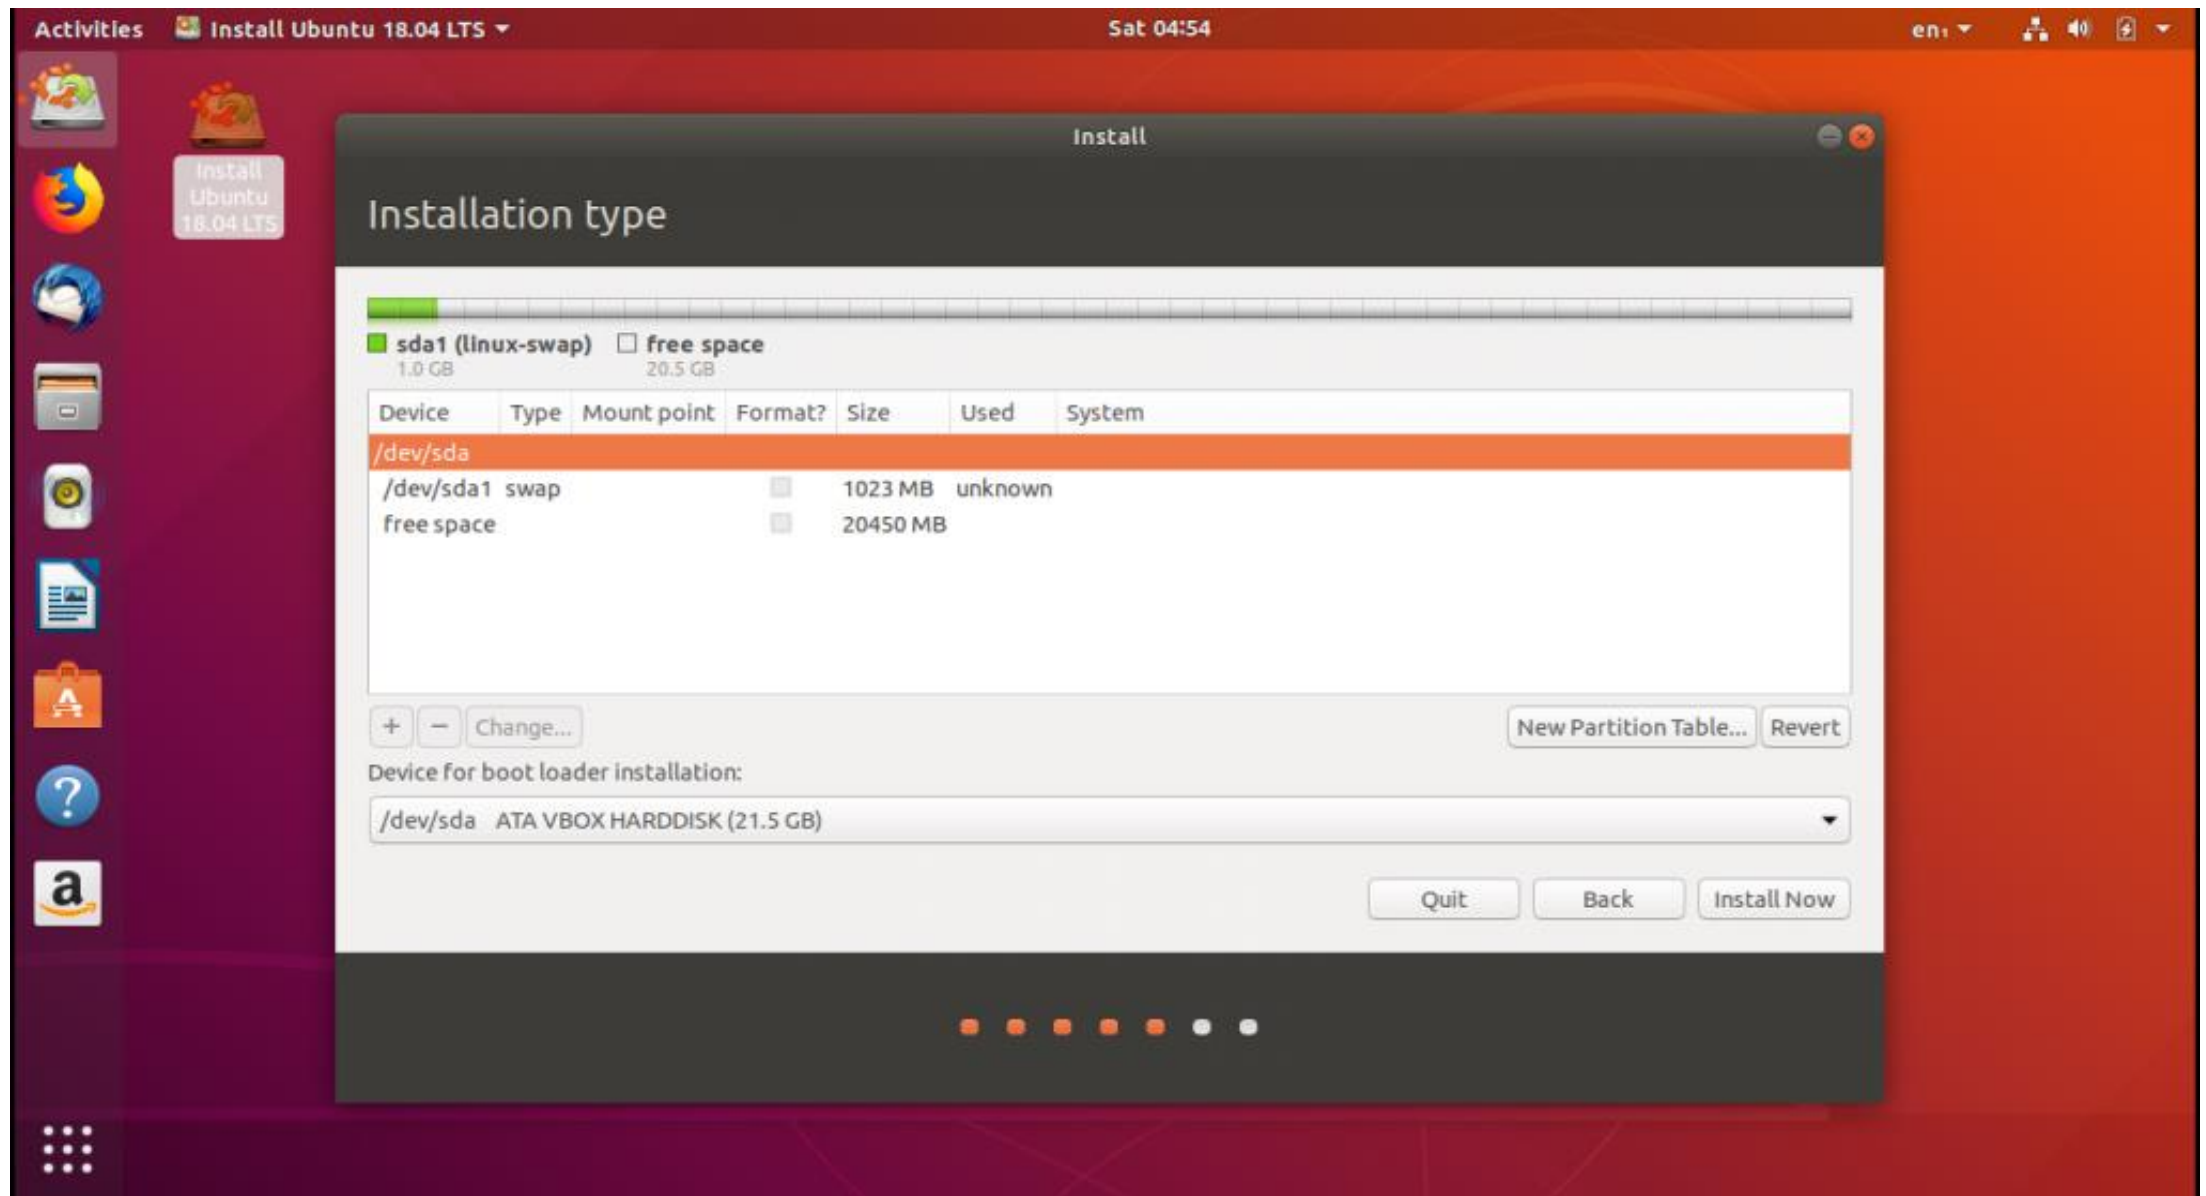 Activities Install Ubuntu 18.04 LTS Sat 04:54 en₁
Install
Ubuntu
18.04 LTS
Install
Installation type
sda1 (linux-swap) free space
1.0 GB 20.5 GB
Device Type Mount point Format? Size Used System
/dev/sda
/dev/sda1 swap 1023 MB unknown
free space 20450 MB
+ − Change... New Partition Table... Revert
Device for boot loader installation:
/dev/sda ATA VBOX HARDDISK (21.5 GB)
Quit Back Install Now
A
?
a